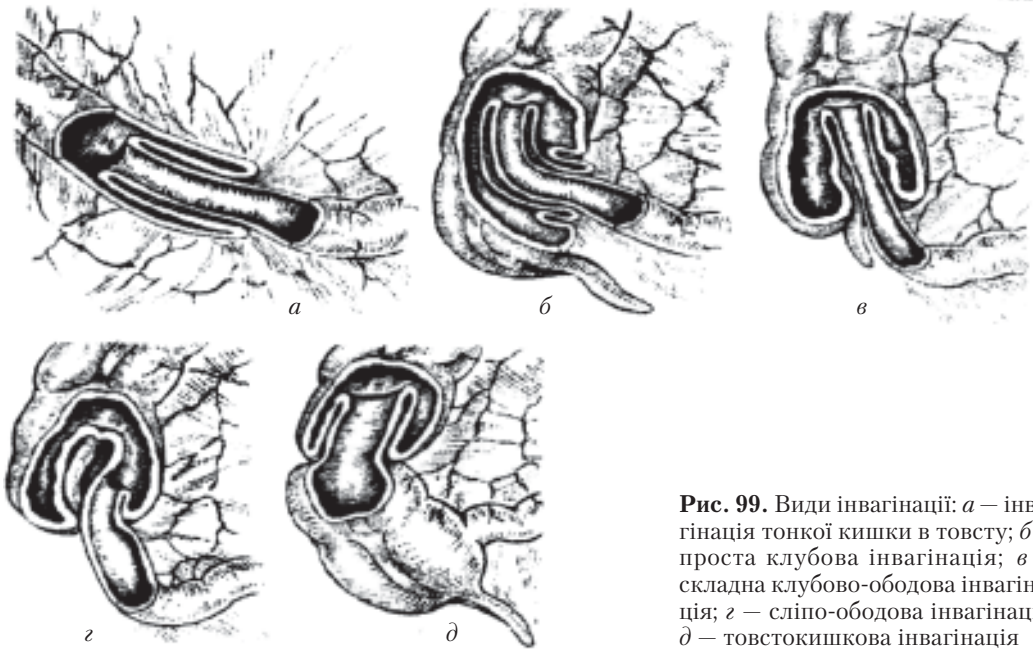 а
б
в
г
д
Рис. 99. Види інвагінації: а — інв
гінація тонкої кишки в товсту; б
проста клубова інвагінація; в
складна клубово-ободова інвагін
ція; г — сліпо-ободова інвагінац
д — товстокишкова інвагінація